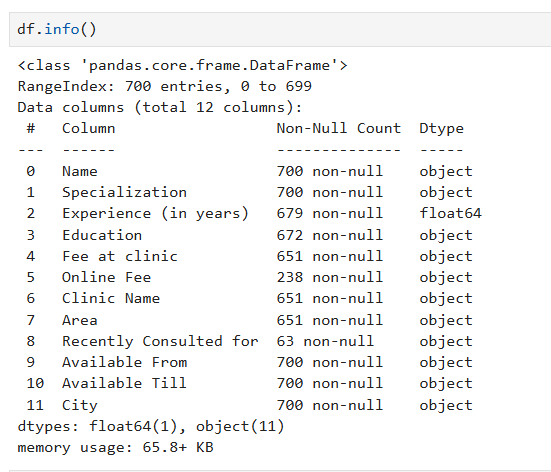 df.info()
<class 'pandas.core.frame.DataFrame'>
RangeIndex: 700 entries, 0 to 699
Data columns (total 12 columns):
 #   Column                  Non-Null Count  Dtype
---  ------                  --------------  -----
 0   Name                    700 non-null    object
 1   Specialization          700 non-null    object
 2   Experience (in years)   679 non-null    float64
 3   Education               672 non-null    object
 4   Fee at clinic           651 non-null    object
 5   Online Fee              238 non-null    object
 6   Clinic Name             651 non-null    object
 7   Area                    651 non-null    object
 8   Recently Consulted for  63 non-null     object
 9   Available From          700 non-null    object
 10  Available Till          700 non-null    object
 11  City                    700 non-null    object
dtypes: float64(1), object(11)
memory usage: 65.8+ KB